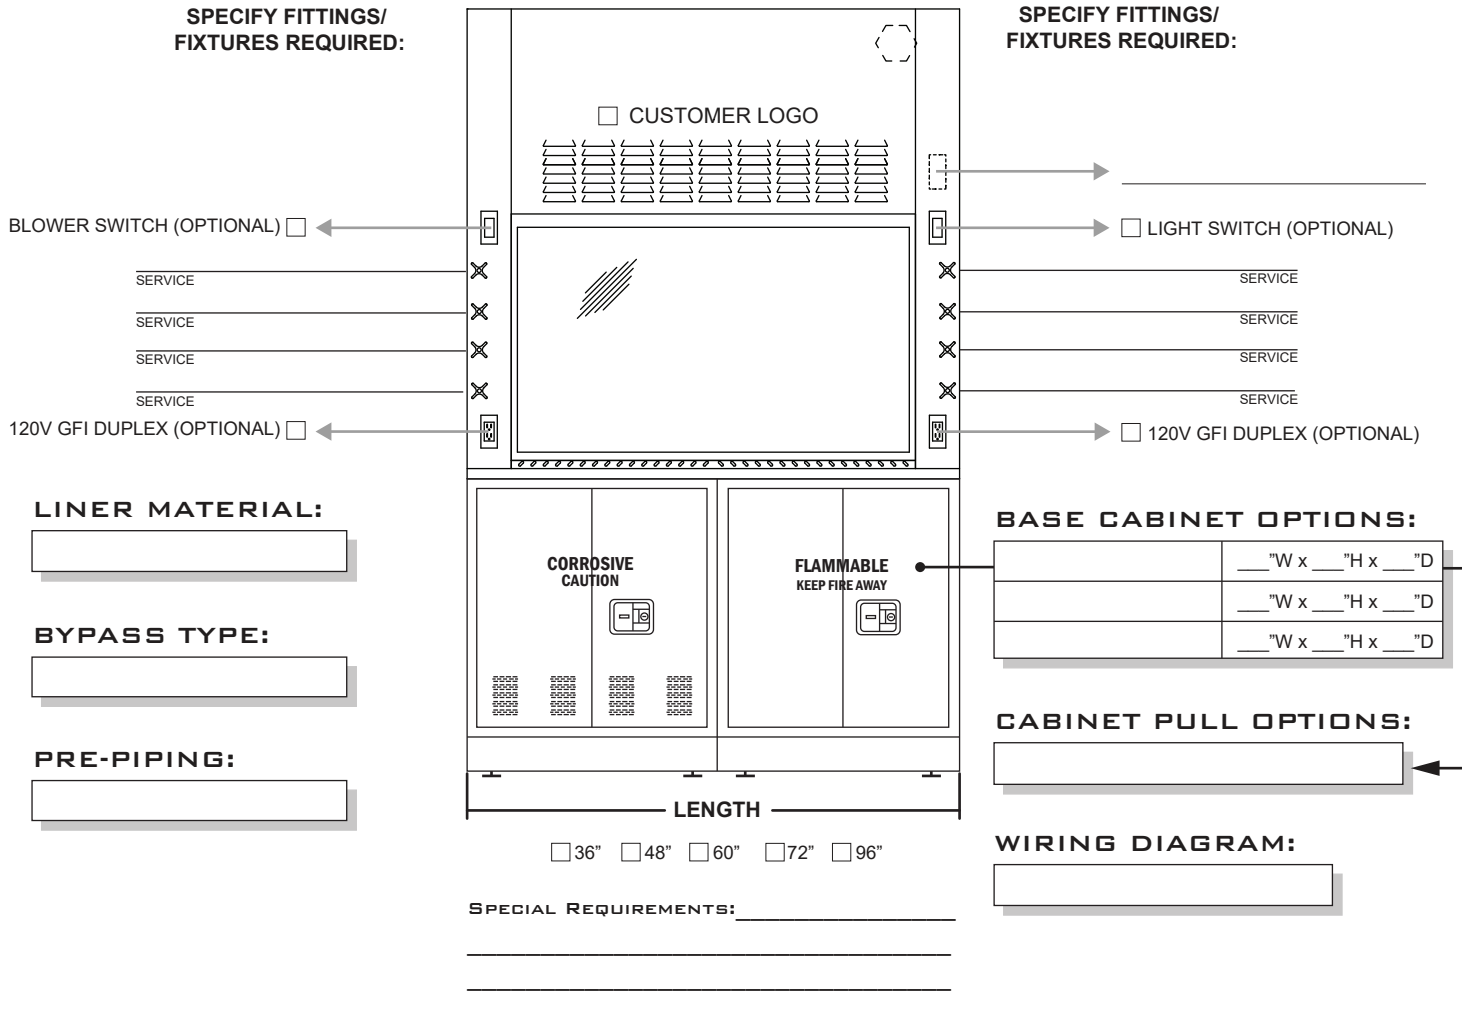 SPECIFY FITTINGS/
FIXTURES REQUIRED:
SPECIFY FITTINGS/
FIXTURES REQUIRED:
CUSTOMER LOGO
BLOWER SWITCH (OPTIONAL)
LIGHT SWITCH (OPTIONAL)
SERVICE
SERVICE
SERVICE
SERVICE
SERVICE
SERVICE
SERVICE
SERVICE
120V GFI DUPLEX (OPTIONAL)
120V GFI DUPLEX (OPTIONAL)
LINER MATERIAL:
BYPASS TYPE:
PRE-PIPING:
CORROSIVE
CAUTION
FLAMMABLE
KEEP FIRE AWAY
BASE CABINET OPTIONS:
___”W x ___”H x ___”D
___”W x ___”H x ___”D
___”W x ___”H x ___”D
CABINET PULL OPTIONS:
WIRING DIAGRAM:
LENGTH
36” 48” 60” 72” 96”
SPECIAL REQUIREMENTS: